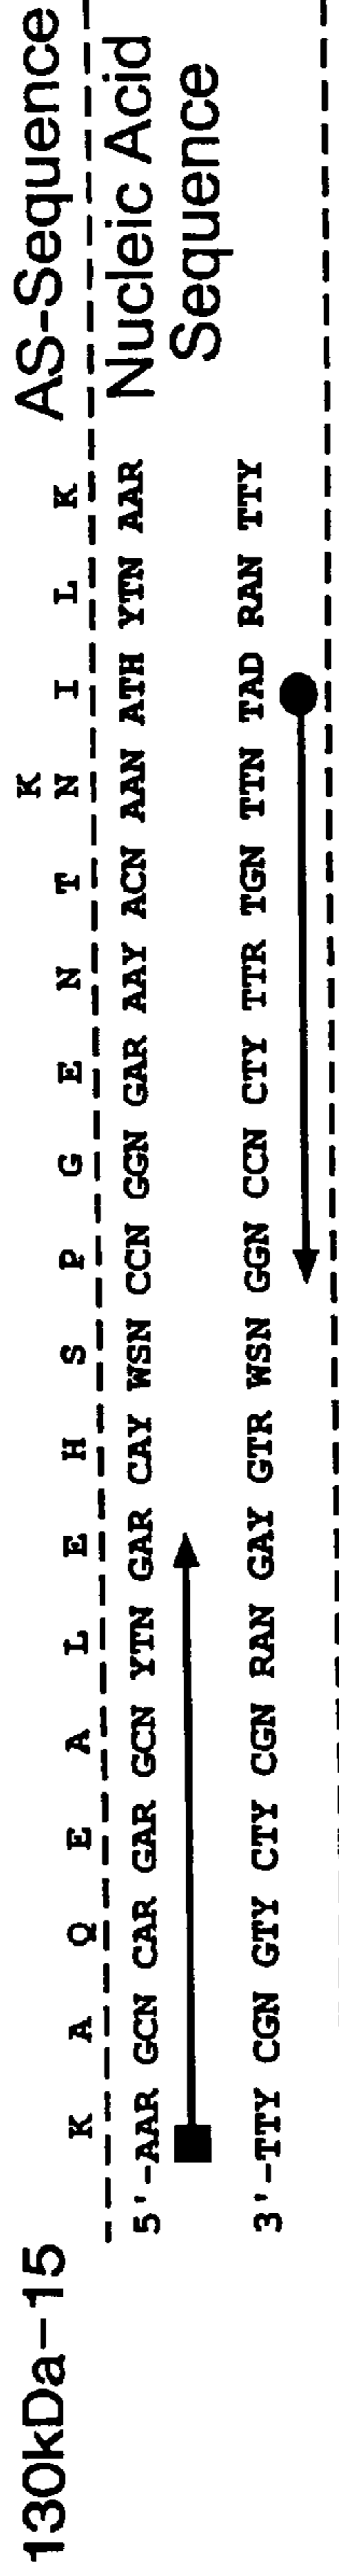 130kDa-15
K
K A Q E A L E H S P G E N T N I L K AS-Sequence
5'-AAR GCN CAR GAR GCN YTN GAR CAY WSN CCN GGN GAR AAY ACN AAN ATH YTN AAR Nucleic Acid
Sequence
3'-TTY CGN GTY CTY CGN RAN GAY GTR WSN GGN CCN CTY TTR TGN TTN TAD RAN TTY